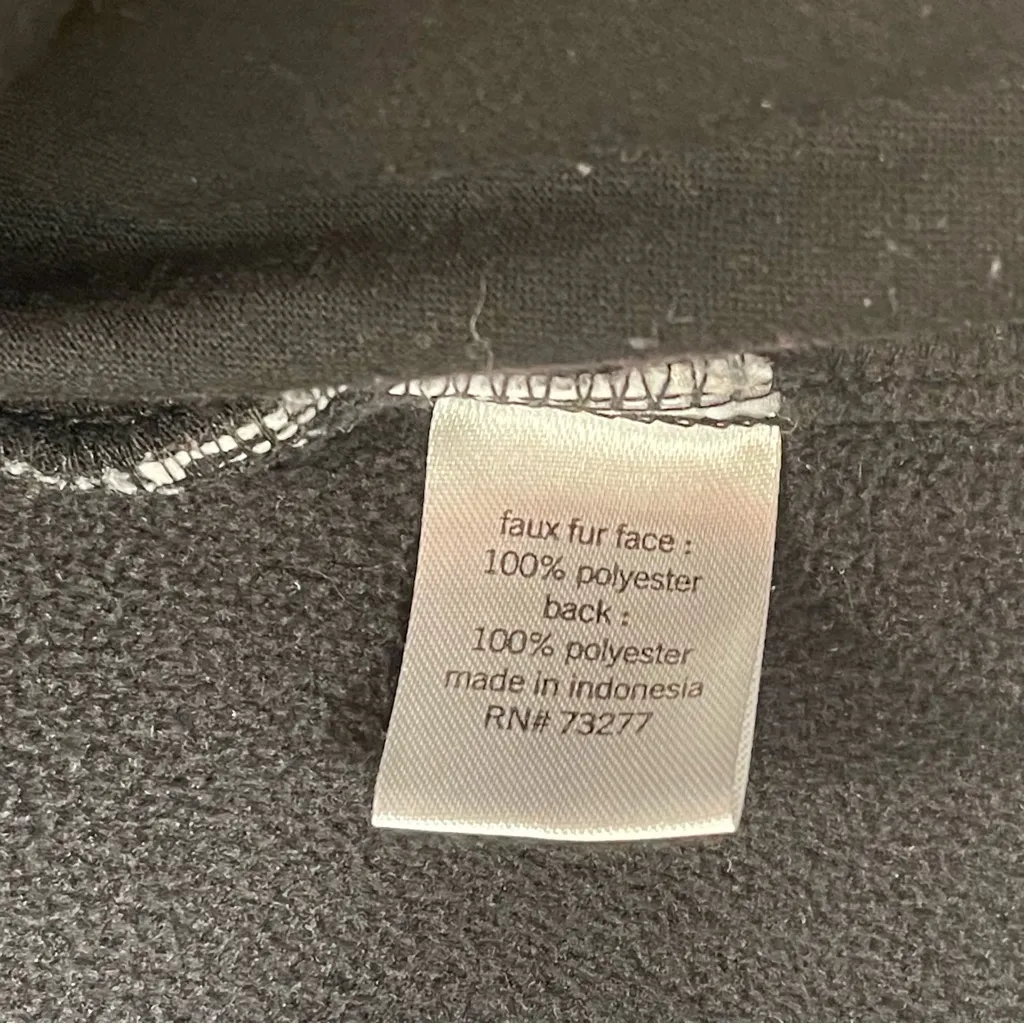 faux fur face :
100% polyester
back :
100% polyester
made in indonesia
RN# 73277